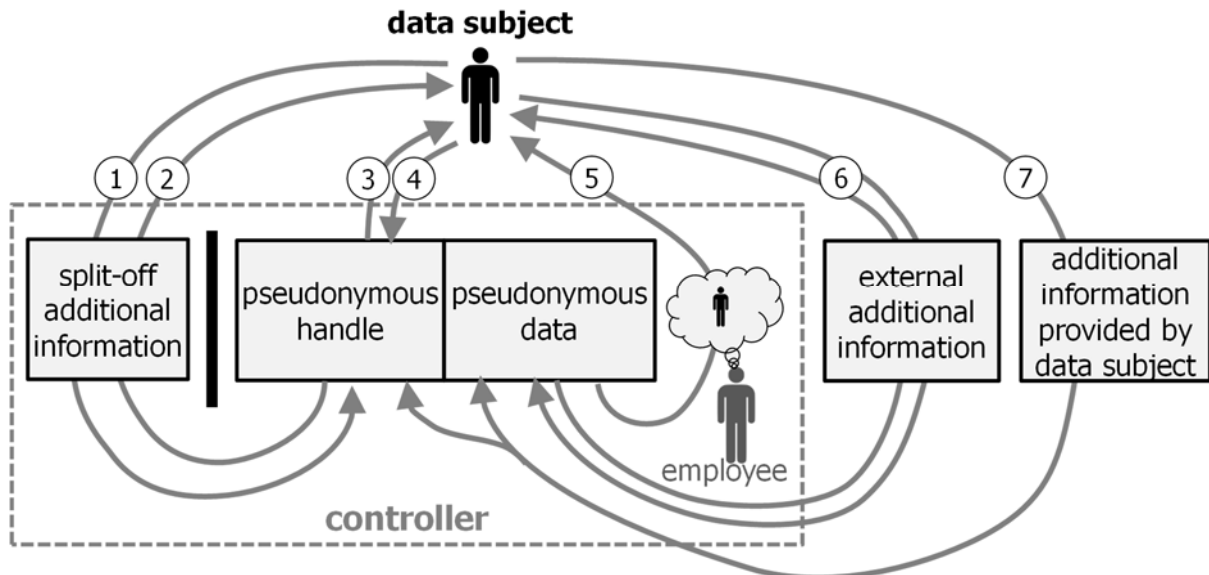 data subject
1
2
3
4
5
6
7
split-off
additional
information
pseudonymous
handle
pseudonymous
data
external
additional
information
additional
information
provided by
data subject
employee
controller